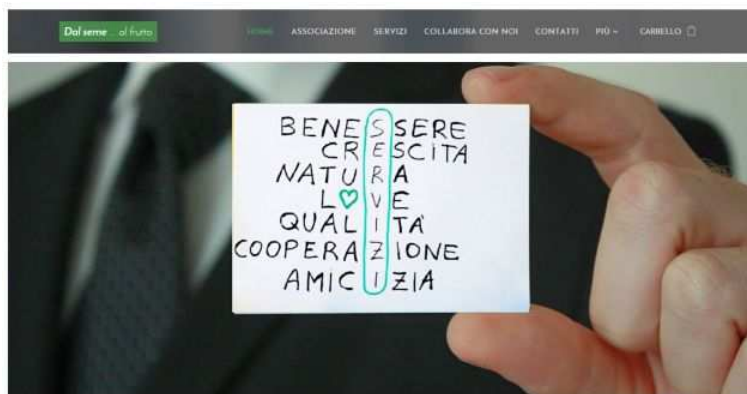 Dal seme ... al frutto
HOME ASSOCIAZIONE SERVIZI COLLABORA CON NOI CONTATTI PIÙ CARRELLO
BENESSERE
CRESCITA
NATURA
L♡VE
QUALITÀ
COOPERAZIONE
AMICIZIA